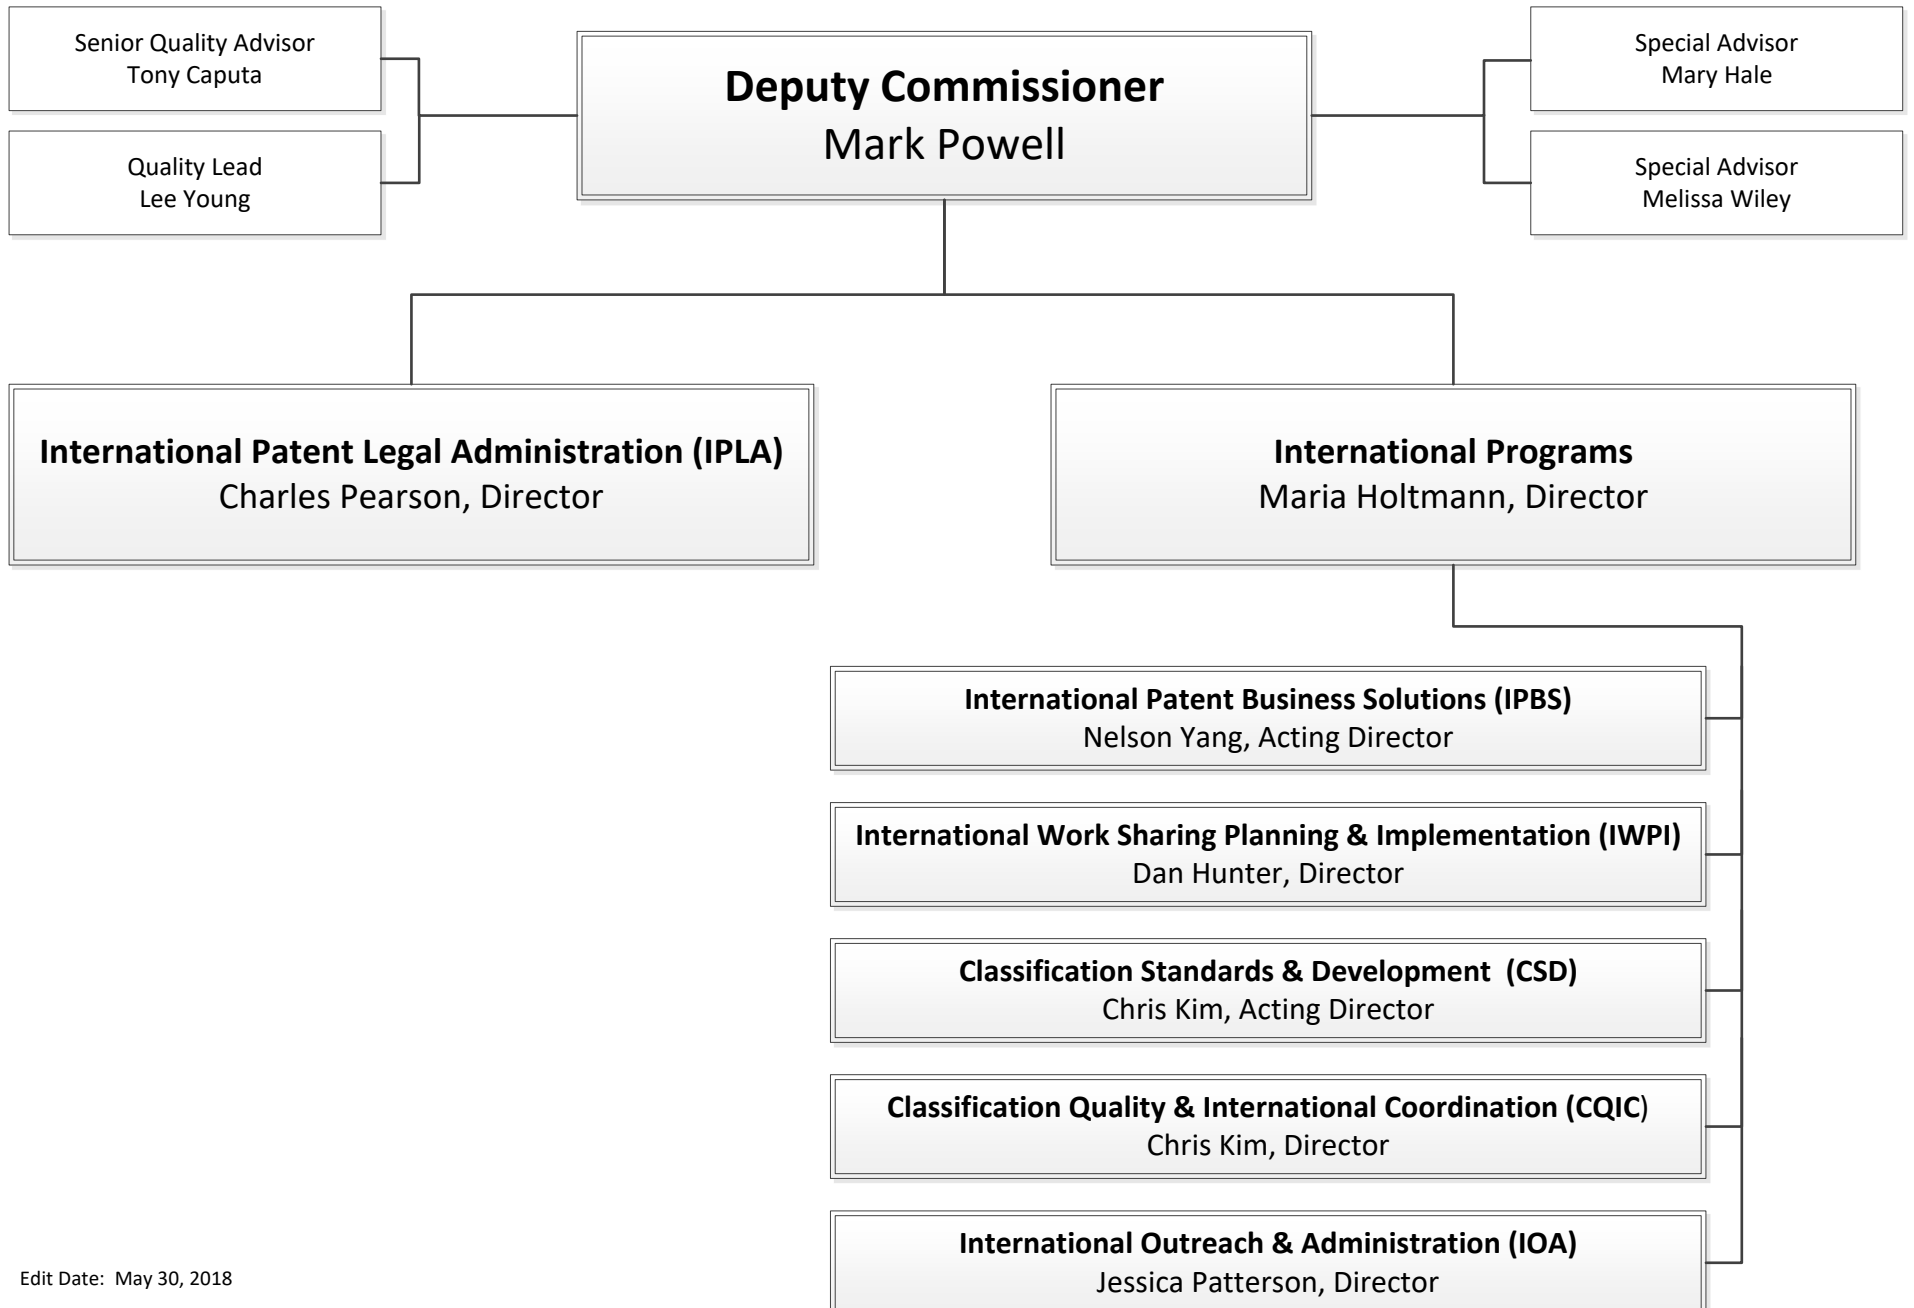 Senior Quality Advisor
Tony Caputa
Quality Lead
Lee Young
Deputy Commissioner
Mark Powell
Special Advisor
Mary Hale
Special Advisor
Melissa Wiley
International Patent Legal Administration (IPLA)
Charles Pearson, Director
International Programs
Maria Holtmann, Director
International Patent Business Solutions (IPBS)
Nelson Yang, Acting Director
International Work Sharing Planning & Implementation (IWPI)
Dan Hunter, Director
Classification Standards & Development  (CSD)
Chris Kim, Acting Director
Classification Quality & International Coordination (CQIC)
Chris Kim, Director
International Outreach & Administration (IOA)
Jessica Patterson, Director
Edit Date:  May 30, 2018